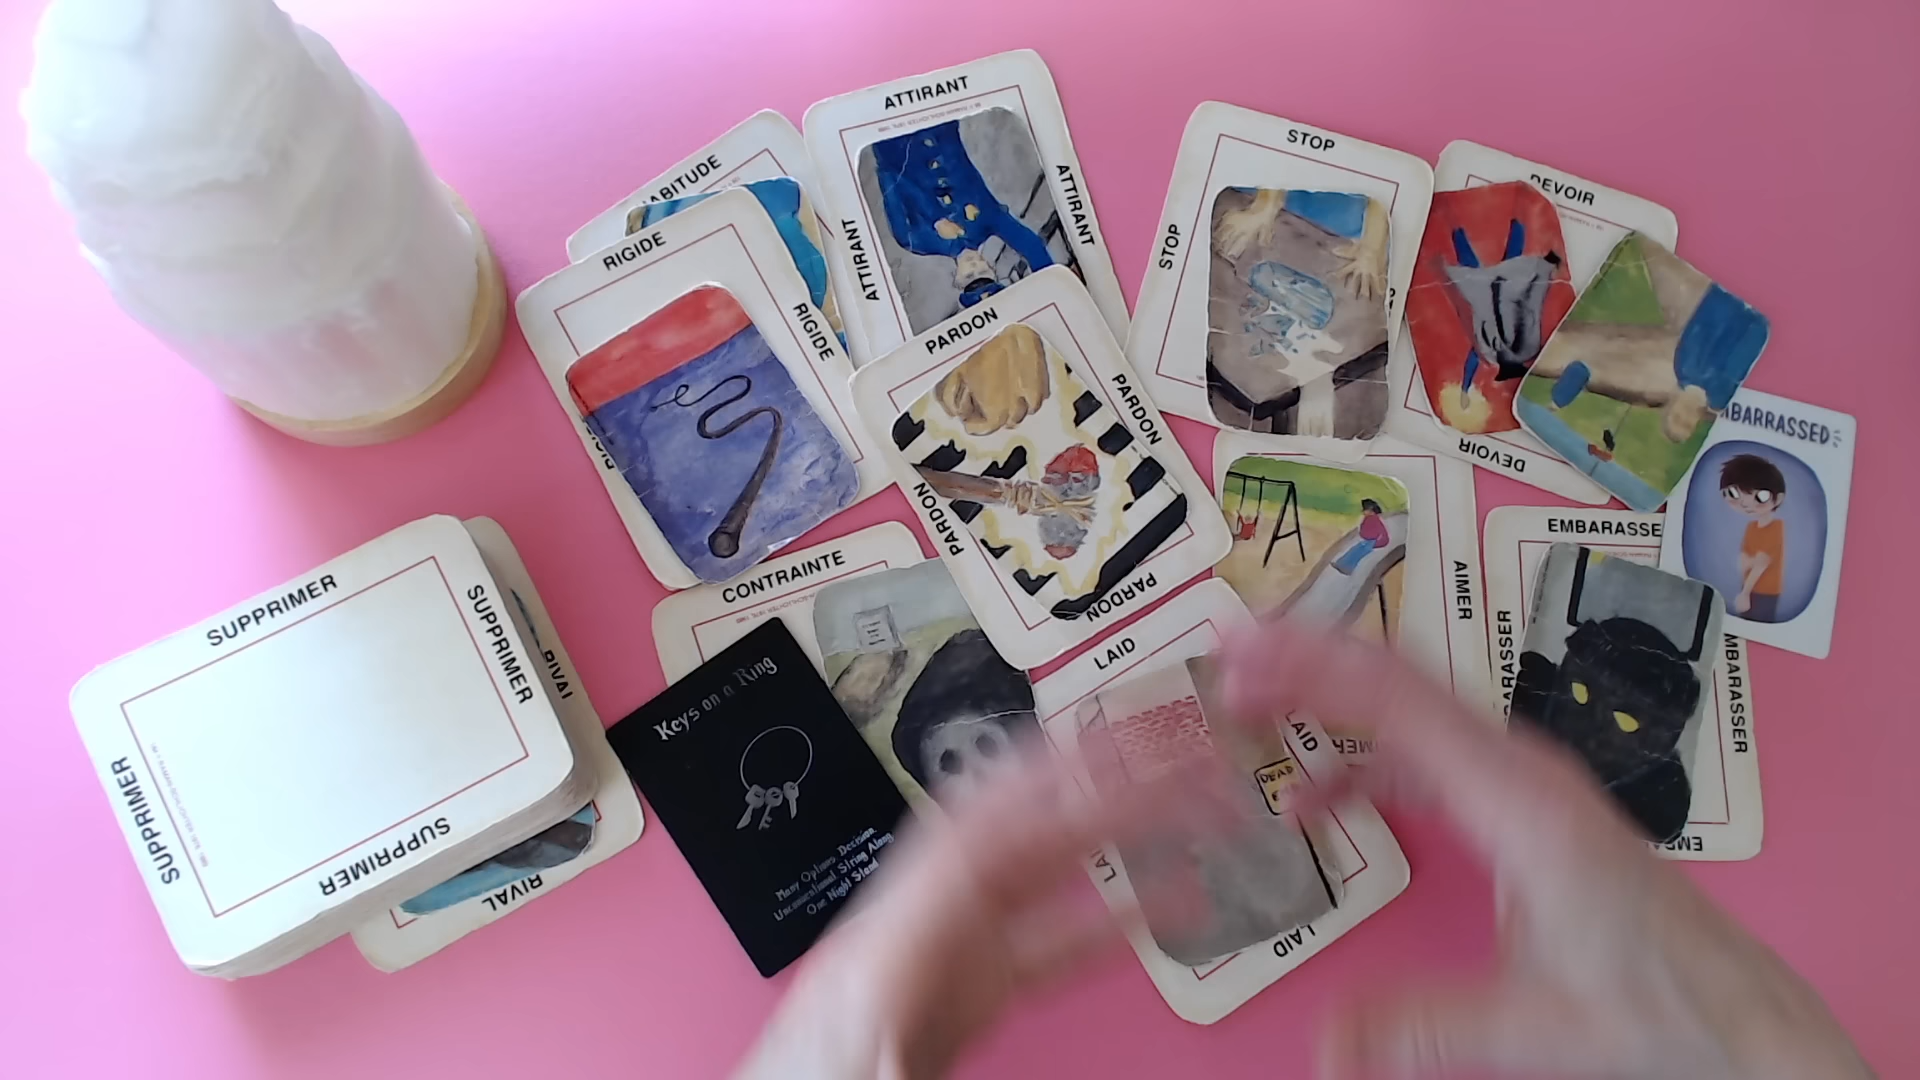 HABITUDE
ATTIRANT
ATTIRANT
ATTIRANT
STOP
STOP
DEVOIR
DEVOIR
RIGIDE
RIGIDE
PARDON
PARDON
PARDON
PARDON
EMBARRASSED
EMBARASSER
EMBARASSER
EMBARASSER
AIMER
CONTRAINTE
LAID
LAID
LAID
DEAD
SUPPRIMER
SUPPRIMER
SUPPRIMER
SUPPRIMER
RIVAL
RIVAL
Keys on a Ring
Many Options Decision
Unconventional String Along
One Night Stand